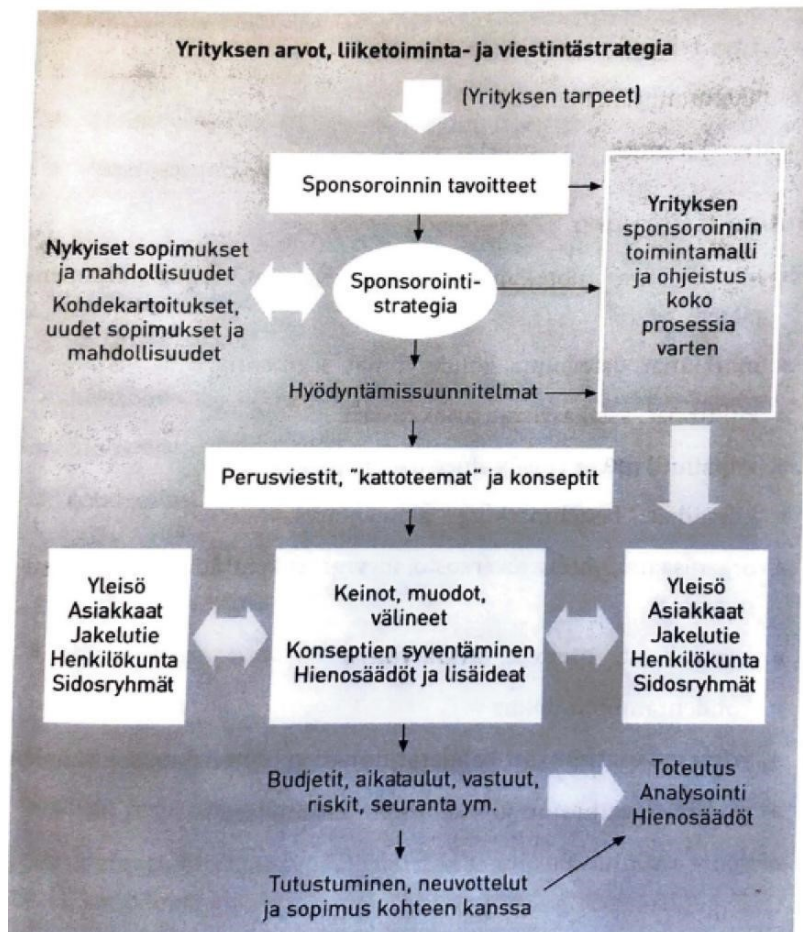 Yrityksen arvot, liiketoiminta- ja viestintästrategia
(Yrityksen tarpeet)
Sponsoroinnin tavoitteet
Yrityksen
sponsoroinnin
toimintamalli
ja ohjeistus
koko
prosessia
varten
Nykyiset sopimukset
ja mahdollisuudet
Kohdekartoitukset,
uudet sopimukset ja
mahdollisuudet
Sponsorointi-
strategia
Hyödyntämissuunnitelmat
Perusviestit, "kattoteemat" ja konseptit
Yleisö
Asiakkaat
Jakelutie
Henkilökunta
Sidosryhmät
Keinot, muodot,
välineet
Konseptien syventäminen
Hienosäädöt ja lisäideat
Yleisö
Asiakkaat
Jakelutie
Henkilökunta
Sidosryhmät
Budjetit, aikataulut, vastuut,
riskit, seuranta ym.
Toteutus
Analysointi
Hienosäädöt
Tutustuminen, neuvottelut
ja sopimus kohteen kanssa